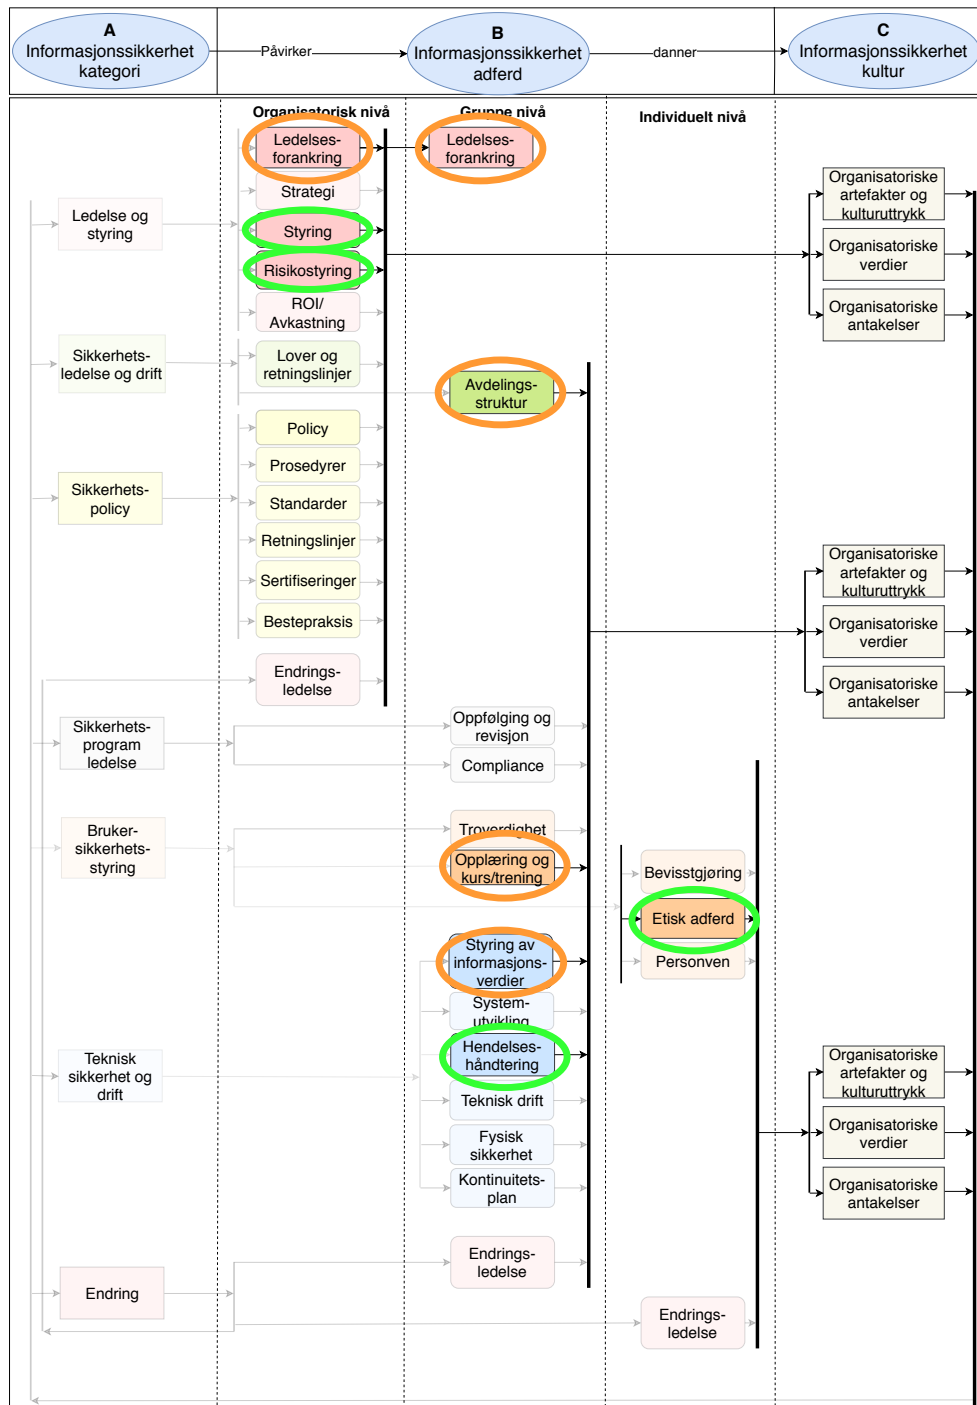 A
Informasjonssikkerhet
kategori
Påvirker
B
Informasjonssikkerhet
adferd
danner
C
Informasjonssikkerhet
kultur
Organisatorisk nivå
Gruppe nivå
Individuelt nivå
Ledelses-
forankring
Ledelses-
forankring
Strategi
Ledelse og
styring
Styring
Risikostyring
ROI/
Avkastning
Organisatoriske
artefakter og
kulturuttrykk
Organisatoriske
verdier
Organisatoriske
antakelser
Sikkerhets-
ledelse og drift
Lover og
retningslinjer
Avdelings-
struktur
Policy
Prosedyrer
Sikkerhets-
policy
Standarder
Retningslinjer
Sertifiseringer
Bestepraksis
Organisatoriske
artefakter og
kulturuttrykk
Organisatoriske
verdier
Organisatoriske
antakelser
Endrings-
ledelse
Sikkerhets-
program
ledelse
Oppfølging og
revisjon
Compliance
Bruker-
sikkerhets-
styring
Troverdighet
Opplæring og
kurs/trening
Bevisstgjøring
Etisk adferd
Personven
Styring av
informasjons-
verdier
System-
utvikling
Hendelses-
håndtering
Teknisk
sikkerhet og
drift
Teknisk drift
Fysisk
sikkerhet
Kontinuitets-
plan
Organisatoriske
artefakter og
kulturuttrykk
Organisatoriske
verdier
Organisatoriske
antakelser
Endrings-
ledelse
Endring
Endrings-
ledelse